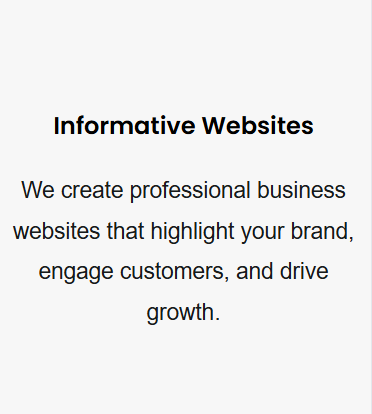 Informative Websites
We create professional business
websites that highlight your brand,
engage customers, and drive
growth.